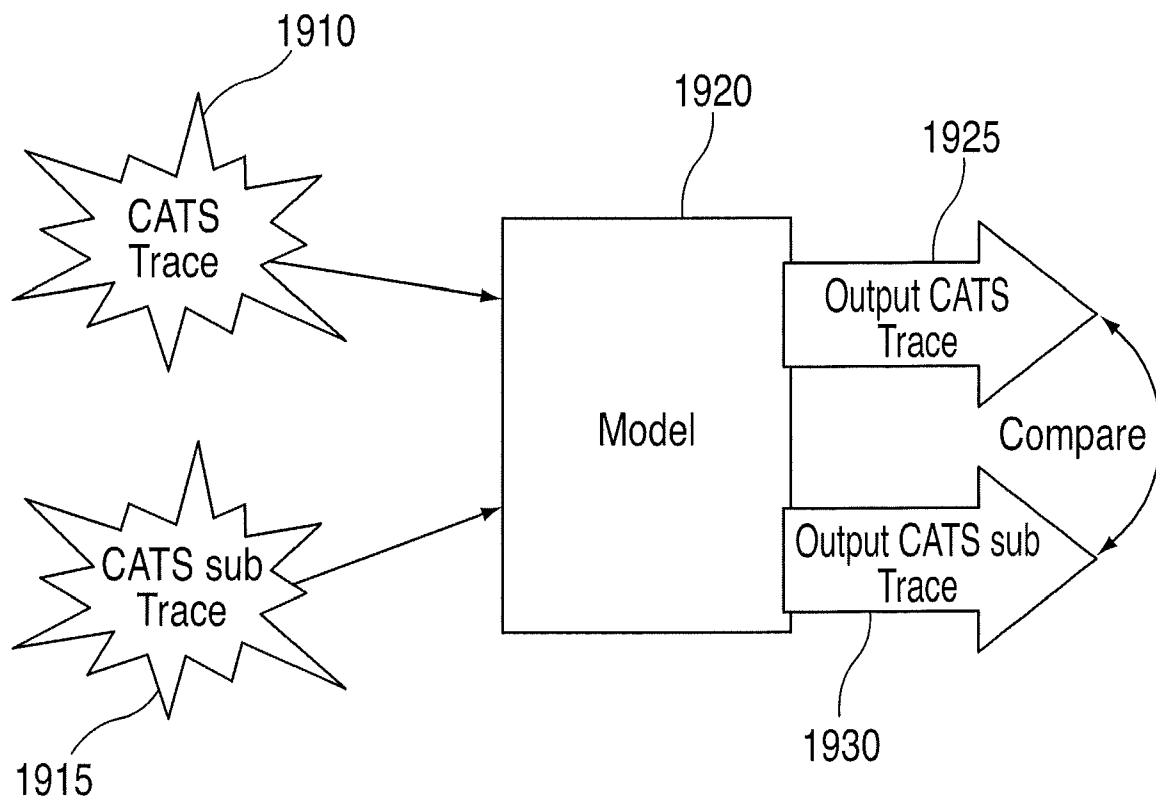 1910
1920
1925
CATS
Trace
Output CATS
Trace
Model
Compare
CATS sub
Trace
Output CATS sub
Trace
1930
1915